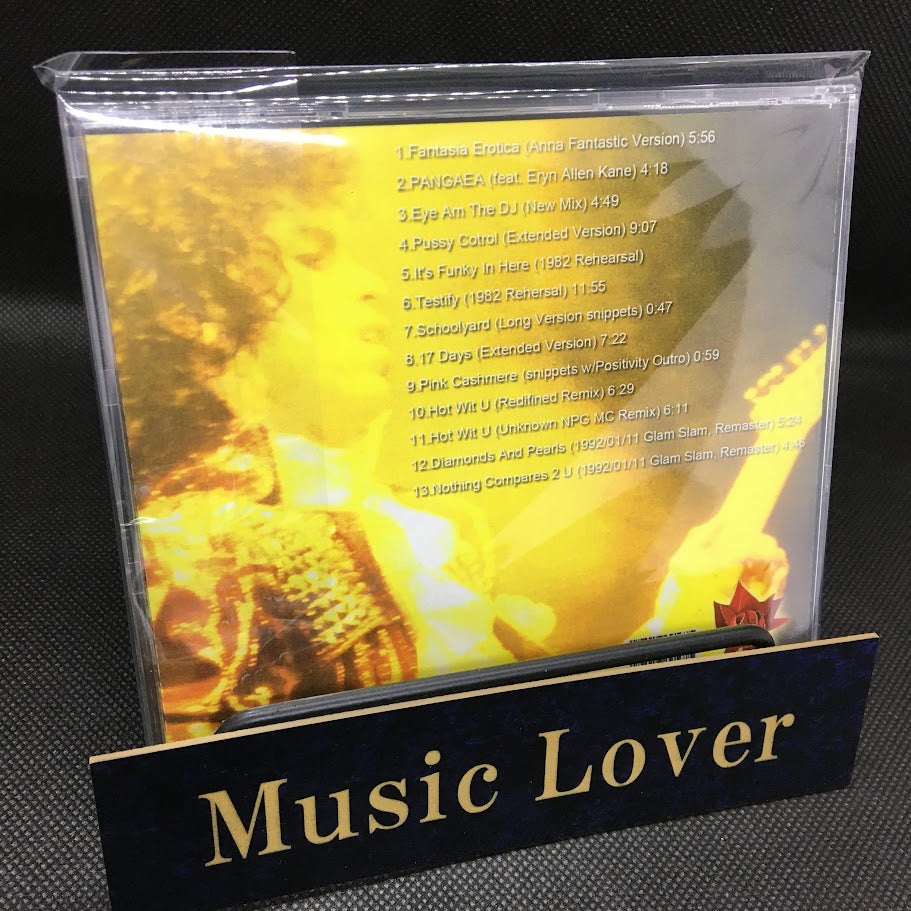 1.Fantasia Erotica (Anna Fantastic Version) 5:56
2.PANGAEA (feat. Eryn Allen Kane) 4:18
3.Eye Am The DJ (New Mix) 4:49
4.Pussy Cotrol (Extended Version) 9:07
5.It's Funky In Here (1982 Rehearsal)
6.Testify (1982 Rehersal) 11:55
7.Schoolyard (Long Version snippets) 0:47
8.17 Days (Extended Version) 7:22
9.Pink Cashmere (snippets w/Positivity Outro) 0:59
10.Hot Wit U (Redifined Remix) 6:29
11.Hot Wit U (Unknown NPG MC Remix) 6:11
12.Diamonds And Pearls (1992/01/11 Glam Slam, Remaster) 5:24
13.Nothing Compares 2 U (1992/01/11 Glam Slam, Remaster) 4:46
Music Lover